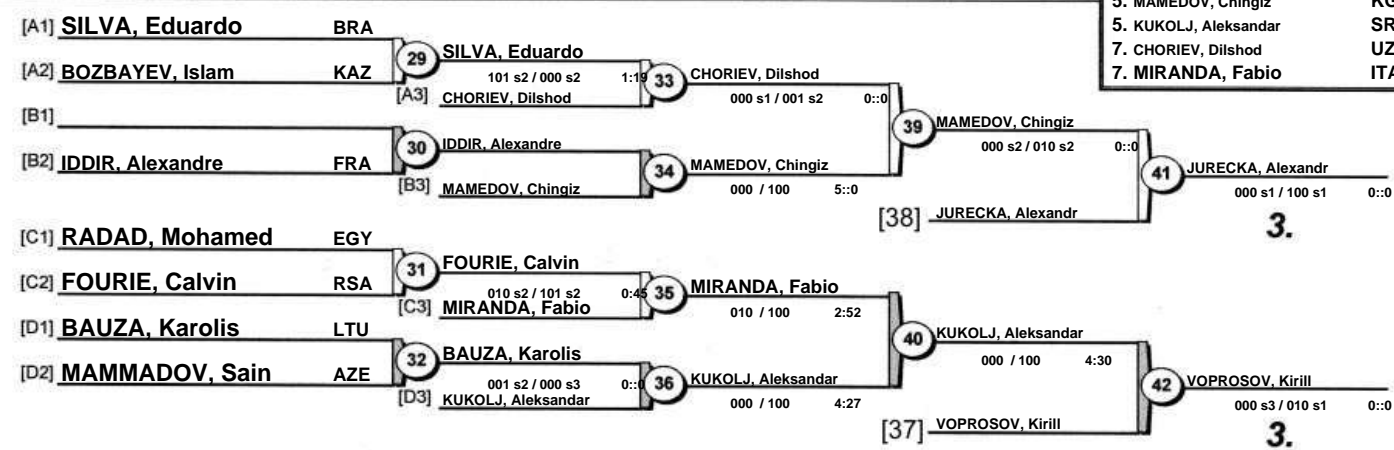 5. MAMEDOV, Chingiz KG
5. KUKOLJ, Aleksandar SR
7. CHORIEV, Dilshod UZ
7. MIRANDA, Fabio ITA
[A1] SILVA, Eduardo BRA
29 SILVA, Eduardo
[A2] BOZBAYEV, Islam KAZ
101 s2 / 000 s2 1:19
33 CHORIEV, Dilshod
[A3] CHORIEV, Dilshod
000 s1 / 001 s2 0::0
[B1]
39 MAMEDOV, Chingiz
30 IDDIR, Alexandre
000 s2 / 010 s2 0::0
[B2] IDDIR, Alexandre FRA
34 MAMEDOV, Chingiz
41 JURECKA, Alexandr
[B3] MAMEDOV, Chingiz
000 / 100 5::0
000 s1 / 100 s1 0::0
[38] JURECKA, Alexandr
3.
[C1] RADAD, Mohamed EGY
31 FOURIE, Calvin
[C2] FOURIE, Calvin RSA
010 s2 / 101 s2 0:45
35 MIRANDA, Fabio
[C3] MIRANDA, Fabio
010 / 100 2:52
[D1] BAUZA, Karolis LTU
40 KUKOLJ, Aleksandar
32 BAUZA, Karolis
000 / 100 4:30
[D2] MAMMADOV, Sain AZE
001 s2 / 000 s3 0::0
36 KUKOLJ, Aleksandar
42 VOPROSOV, Kirill
[D3] KUKOLJ, Aleksandar
000 / 100 4:27
000 s3 / 010 s1 0::0
[37] VOPROSOV, Kirill
3.